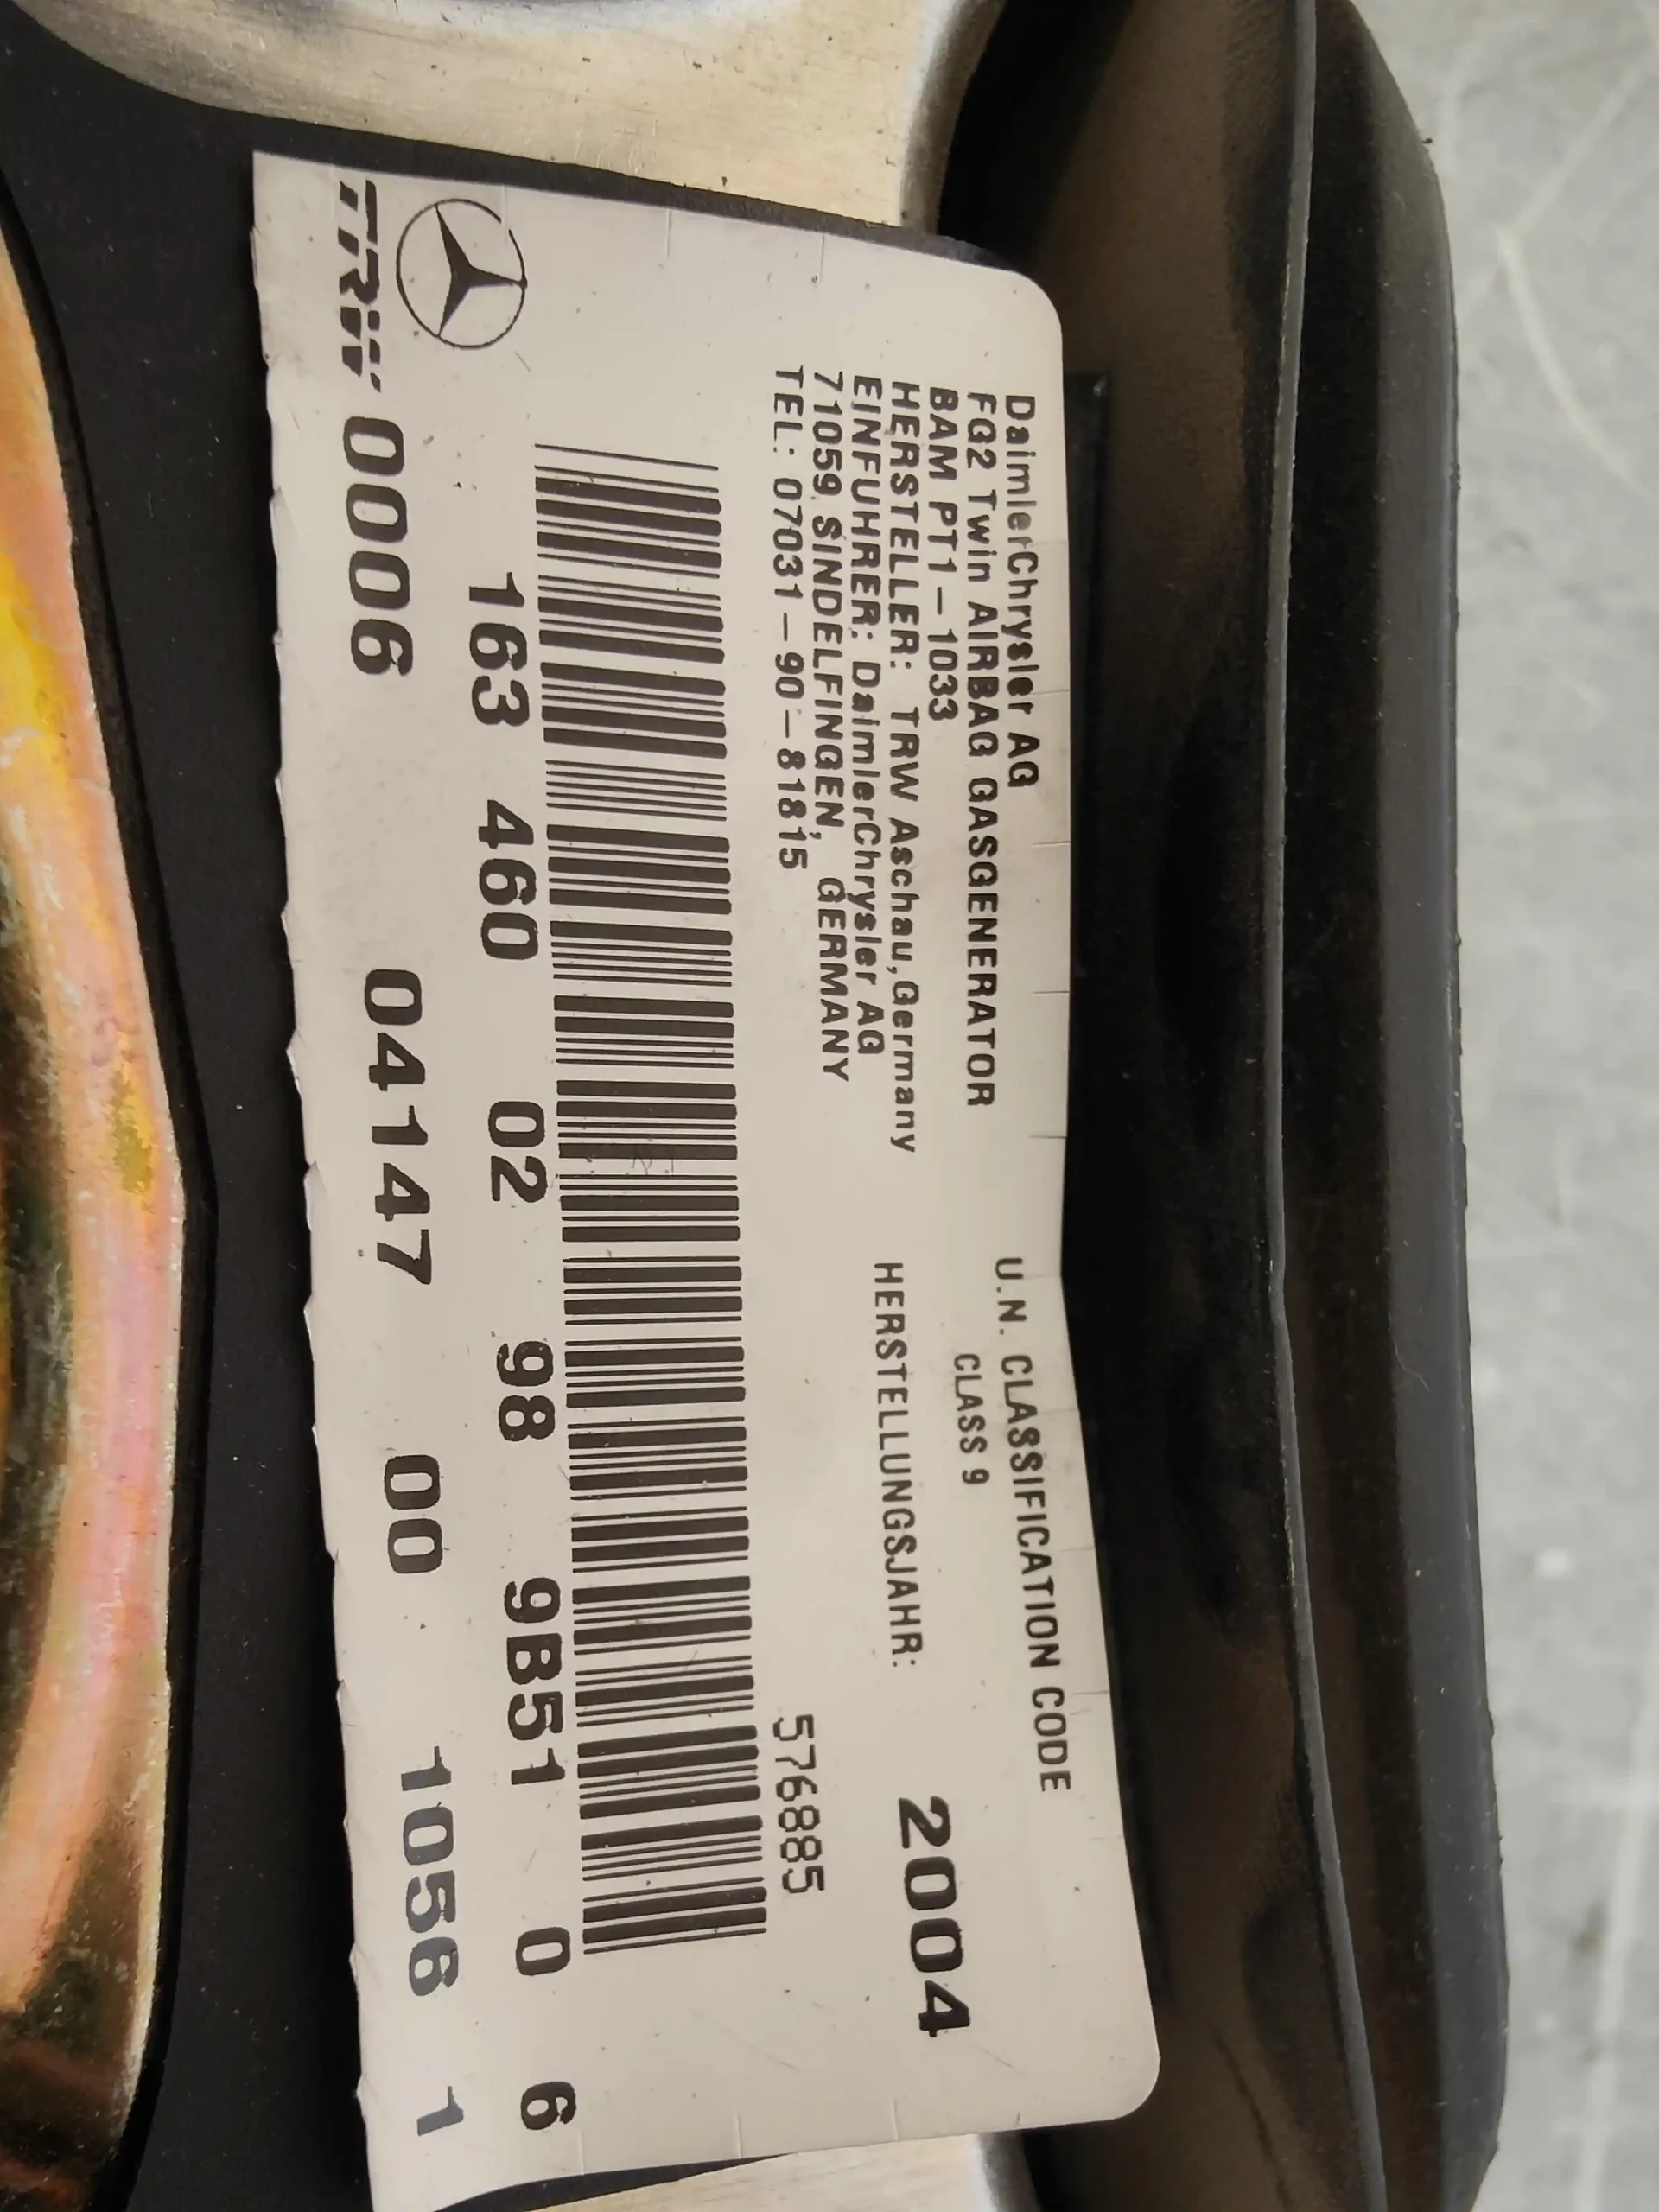 DaimlerChrysler AG
FG2 Twin AIRBAG GASGENERATOR
BAM PT1-1033
HERSTELLER: TRW Aschau,Germany
EINFUHRER: DaimlerChrysler AG
71059 SINDELFINGEN, GERMANY
TEL: 07031-90-81815
U.N. CLASSIFICATION CODE
CLASS 9
HERSTELLUNGSJAHR: 2004
576885
163 460 02 98 9B51 0 6
TRW 0006 04147 00 1056 1